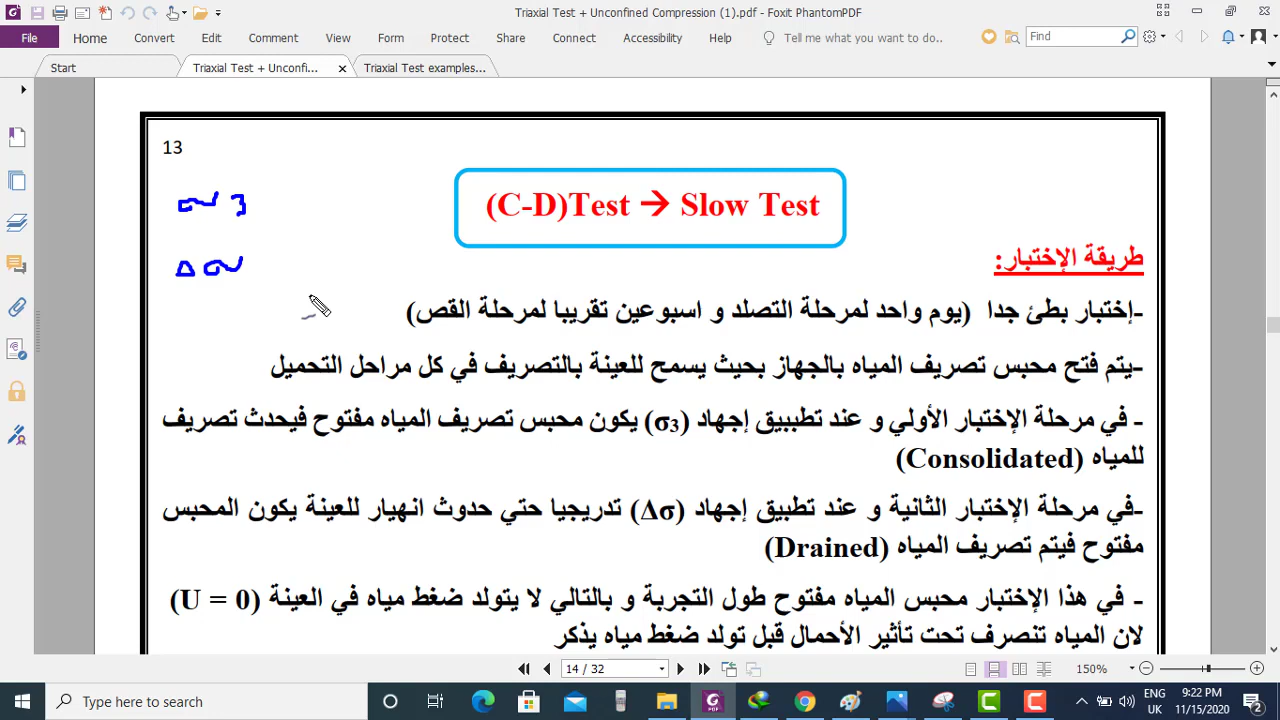 Triaxial Test + Unconfined Compression (1).pdf - Foxit PhantomPDF
File Home Convert Edit Comment View Form Protect Share Connect Accessibility Help Tell me what you want to do.. Find
Start Triaxial Test + Unconfi... Triaxial Test examples...
13
(C-D)Test → Slow Test
σ 3
طريقة الإختبار:
Δ σ
-إختبار بطئ جدا (يوم واحد لمرحلة التصلد و اسبوعين تقريبا لمرحلة القص)
-يتم فتح محبس تصريف المياه بالجهاز بحيث يسمح للعينة بالتصريف في كل مراحل التحميل
- في مرحلة الإختبار الأولي و عند تطببيق إجهاد (σ3) يكون محبس تصريف المياه مفتوح فيحدث تصريف
للمياه (Consolidated)
-في مرحلة الإختبار الثانية و عند تطبيق إجهاد (Δσ) تدريجيا حتي حدوث انهيار للعينة يكون المحبس
مفتوح فيتم تصريف المياه (Drained)
- في هذا الإختبار محبس المياه مفتوح طول التجربة و بالتالي لا يتولد ضغط مياه في العينة (U = 0)
لان المياه تنصرف تحت تأثير الأحمال قبل تولد ضغط مياه يذكر
14 / 32 150%
Type here to search
ENG 9:22 PM
UK 11/15/2020 2